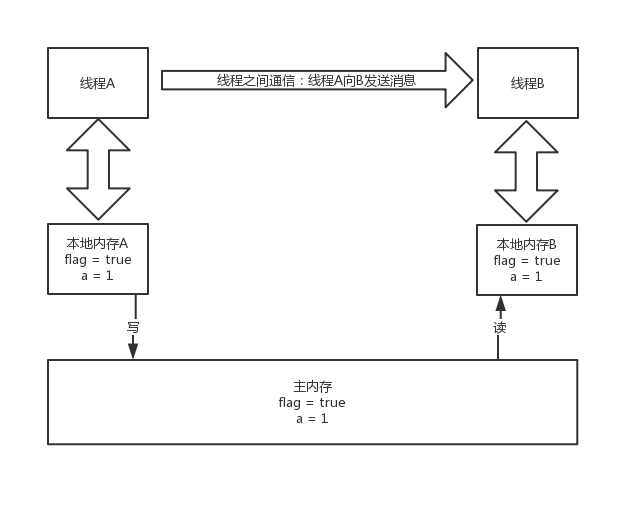 线程A
线程之间通信：线程A向B发送消息
线程B
本地内存A
flag = true
a = 1
本地内存B
flag = true
a = 1
写
读
主内存
flag = true
a = 1